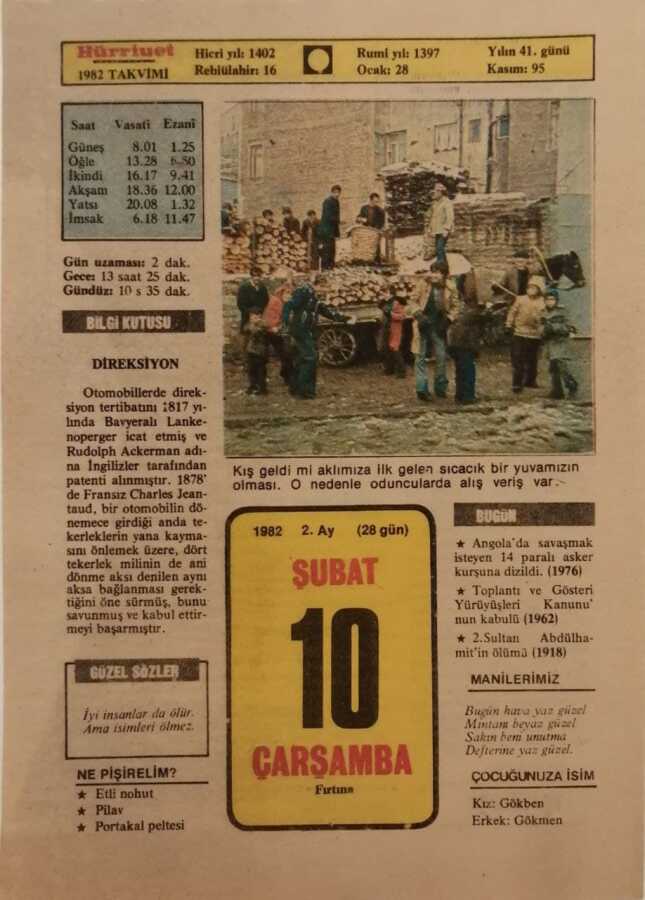 Hürriyet
1982 TAKVİMİ
Hicri yıl: 1402
Rebiülahir: 16
Rumi yıl: 1397
Ocak: 28
Yılın 41. günü
Kasım: 95
Saat Vasatî Ezanî
Güneş 8.01 1.25
Öğle 13.28 6.50
İkindi 16.17 9.41
Akşam 18.36 12.00
Yatsı 20.08 1.32
İmsak 6.18 11.47
Gün uzaması: 2 dak.
Gece: 13 saat 25 dak.
Gündüz: 10 s 35 dak.
BİLGİ KUTUSU
DİREKSİYON
Otomobillerde direk-
siyon tertibatını 1817 yı-
lında Bavyeralı Lanke-
noperger icat etmiş ve
Rudolph Ackerman adı-
na İngilizler tarafından
patenti alınmıştır. 1878'
de Fransız Charles Jean-
taud, bir otomobilin dö-
nemece girdiği anda te-
kerleklerin yana kayma-
sını önlemek üzere, dört
tekerlek milinin de ani
dönme aksı denilen aynı
aksa bağlanması gerek-
tiğini öne sürmüş, bunu
savunmuş ve kabul ettir-
meyi başarmıştır.
GÜZEL SÖZLER
İyi insanlar da ölür.
Ama isimleri ölmez.
NE PİŞİRELİM?
★ Etli nohut
★ Pilav
★ Portakal peltesi
Kış geldi mi aklımıza ilk gelen sıcacık bir yuvamızın
olması. O nedenle oduncularda alış veriş var.
1982 2. Ay (28 gün)
ŞUBAT
10
ÇARŞAMBA
Fırtına
BUGÜN
★ Angola'da savaşmak
isteyen 14 paralı asker
kurşuna dizildi. (1976)
★ Toplantı ve Gösteri
Yürüyüşleri Kanunu'
nun kabulü (1962)
★ 2.Sultan Abdülha-
mit'in ölümü (1918)
MANİLERİMİZ
Bugün hava yaz güzel
Mintanı beyaz güzel
Sakın beni unutma
Defterine yaz güzel.
ÇOCUĞUNUZA İSİM
Kız: Gökben
Erkek: Gökmen